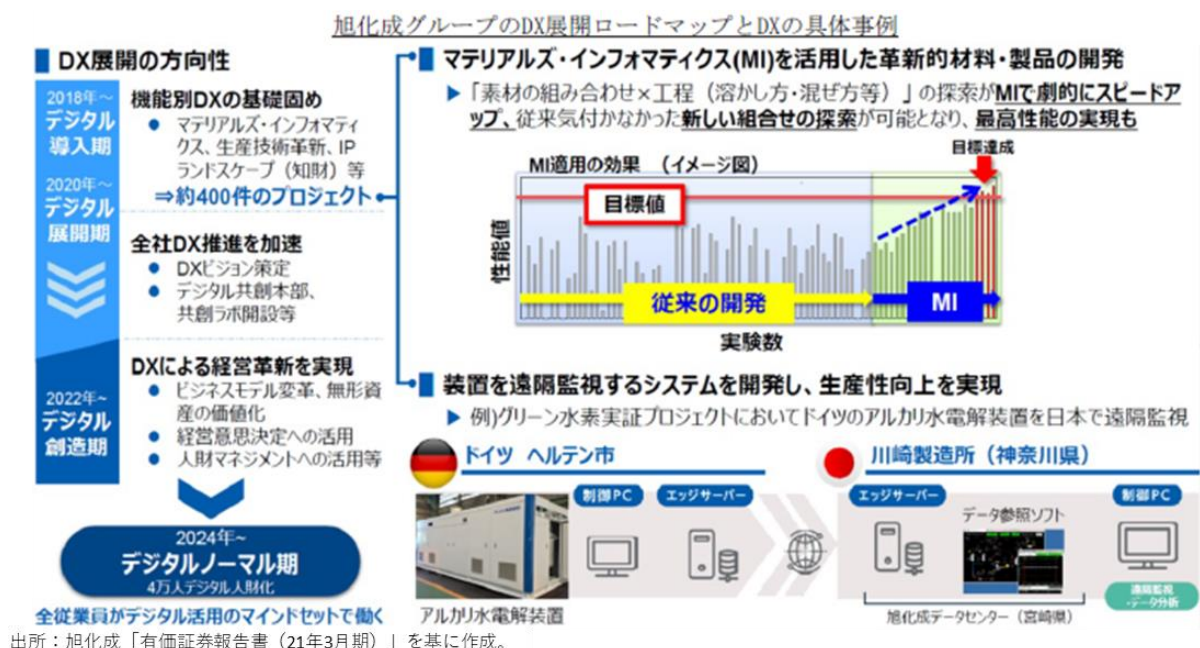 旭化成グループのDX展開ロードマップとDXの具体事例
DX展開の方向性
2018年～
デジタル
導入期
2020年～
デジタル
展開期
2022年～
デジタル
創造期
機能別DXの基礎固め
● マテリアルズ・インフォマティ
クス、生産技術革新、IP
ランドスケープ（知財）等
⇒約400件のプロジェクト
全社DX推進を加速
● DXビジョン策定
● デジタル共創本部、
共創ラボ開設等
DXによる経営革新を実現
● ビジネスモデル変革、無形資
産の価値化
● 経営意思決定への活用
● 人財マネジメントへの活用等
2024年～
デジタルノーマル期
4万人デジタル人財化
全従業員がデジタル活用のマインドセットで働く
マテリアルズ・インフォマティクス(MI)を活用した革新的材料・製品の開発
▶ 「素材の組み合わせ×工程（溶かし方・混ぜ方等）」の探索がMIで劇的にスピードア
ップ、従来気付かなかった新しい組合せの探索が可能となり、最高性能の実現も
MI適用の効果 （イメージ図）
目標達成
目標値
性能値
従来の開発
MI
実験数
装置を遠隔監視するシステムを開発し、生産性向上を実現
▶ 例)グリーン水素実証プロジェクトにおいてドイツのアルカリ水電解装置を日本で遠隔監視
ドイツ ヘルテン市
川崎製造所（神奈川県）
制御PC
エッジサーバー
エッジサーバー
データ参照ソフト
制御PC
遠隔監視
・データ分析
アルカリ水電解装置
旭化成データセンター（宮崎県）
出所：旭化成「有価証券報告書（21年3月期）」を基に作成。